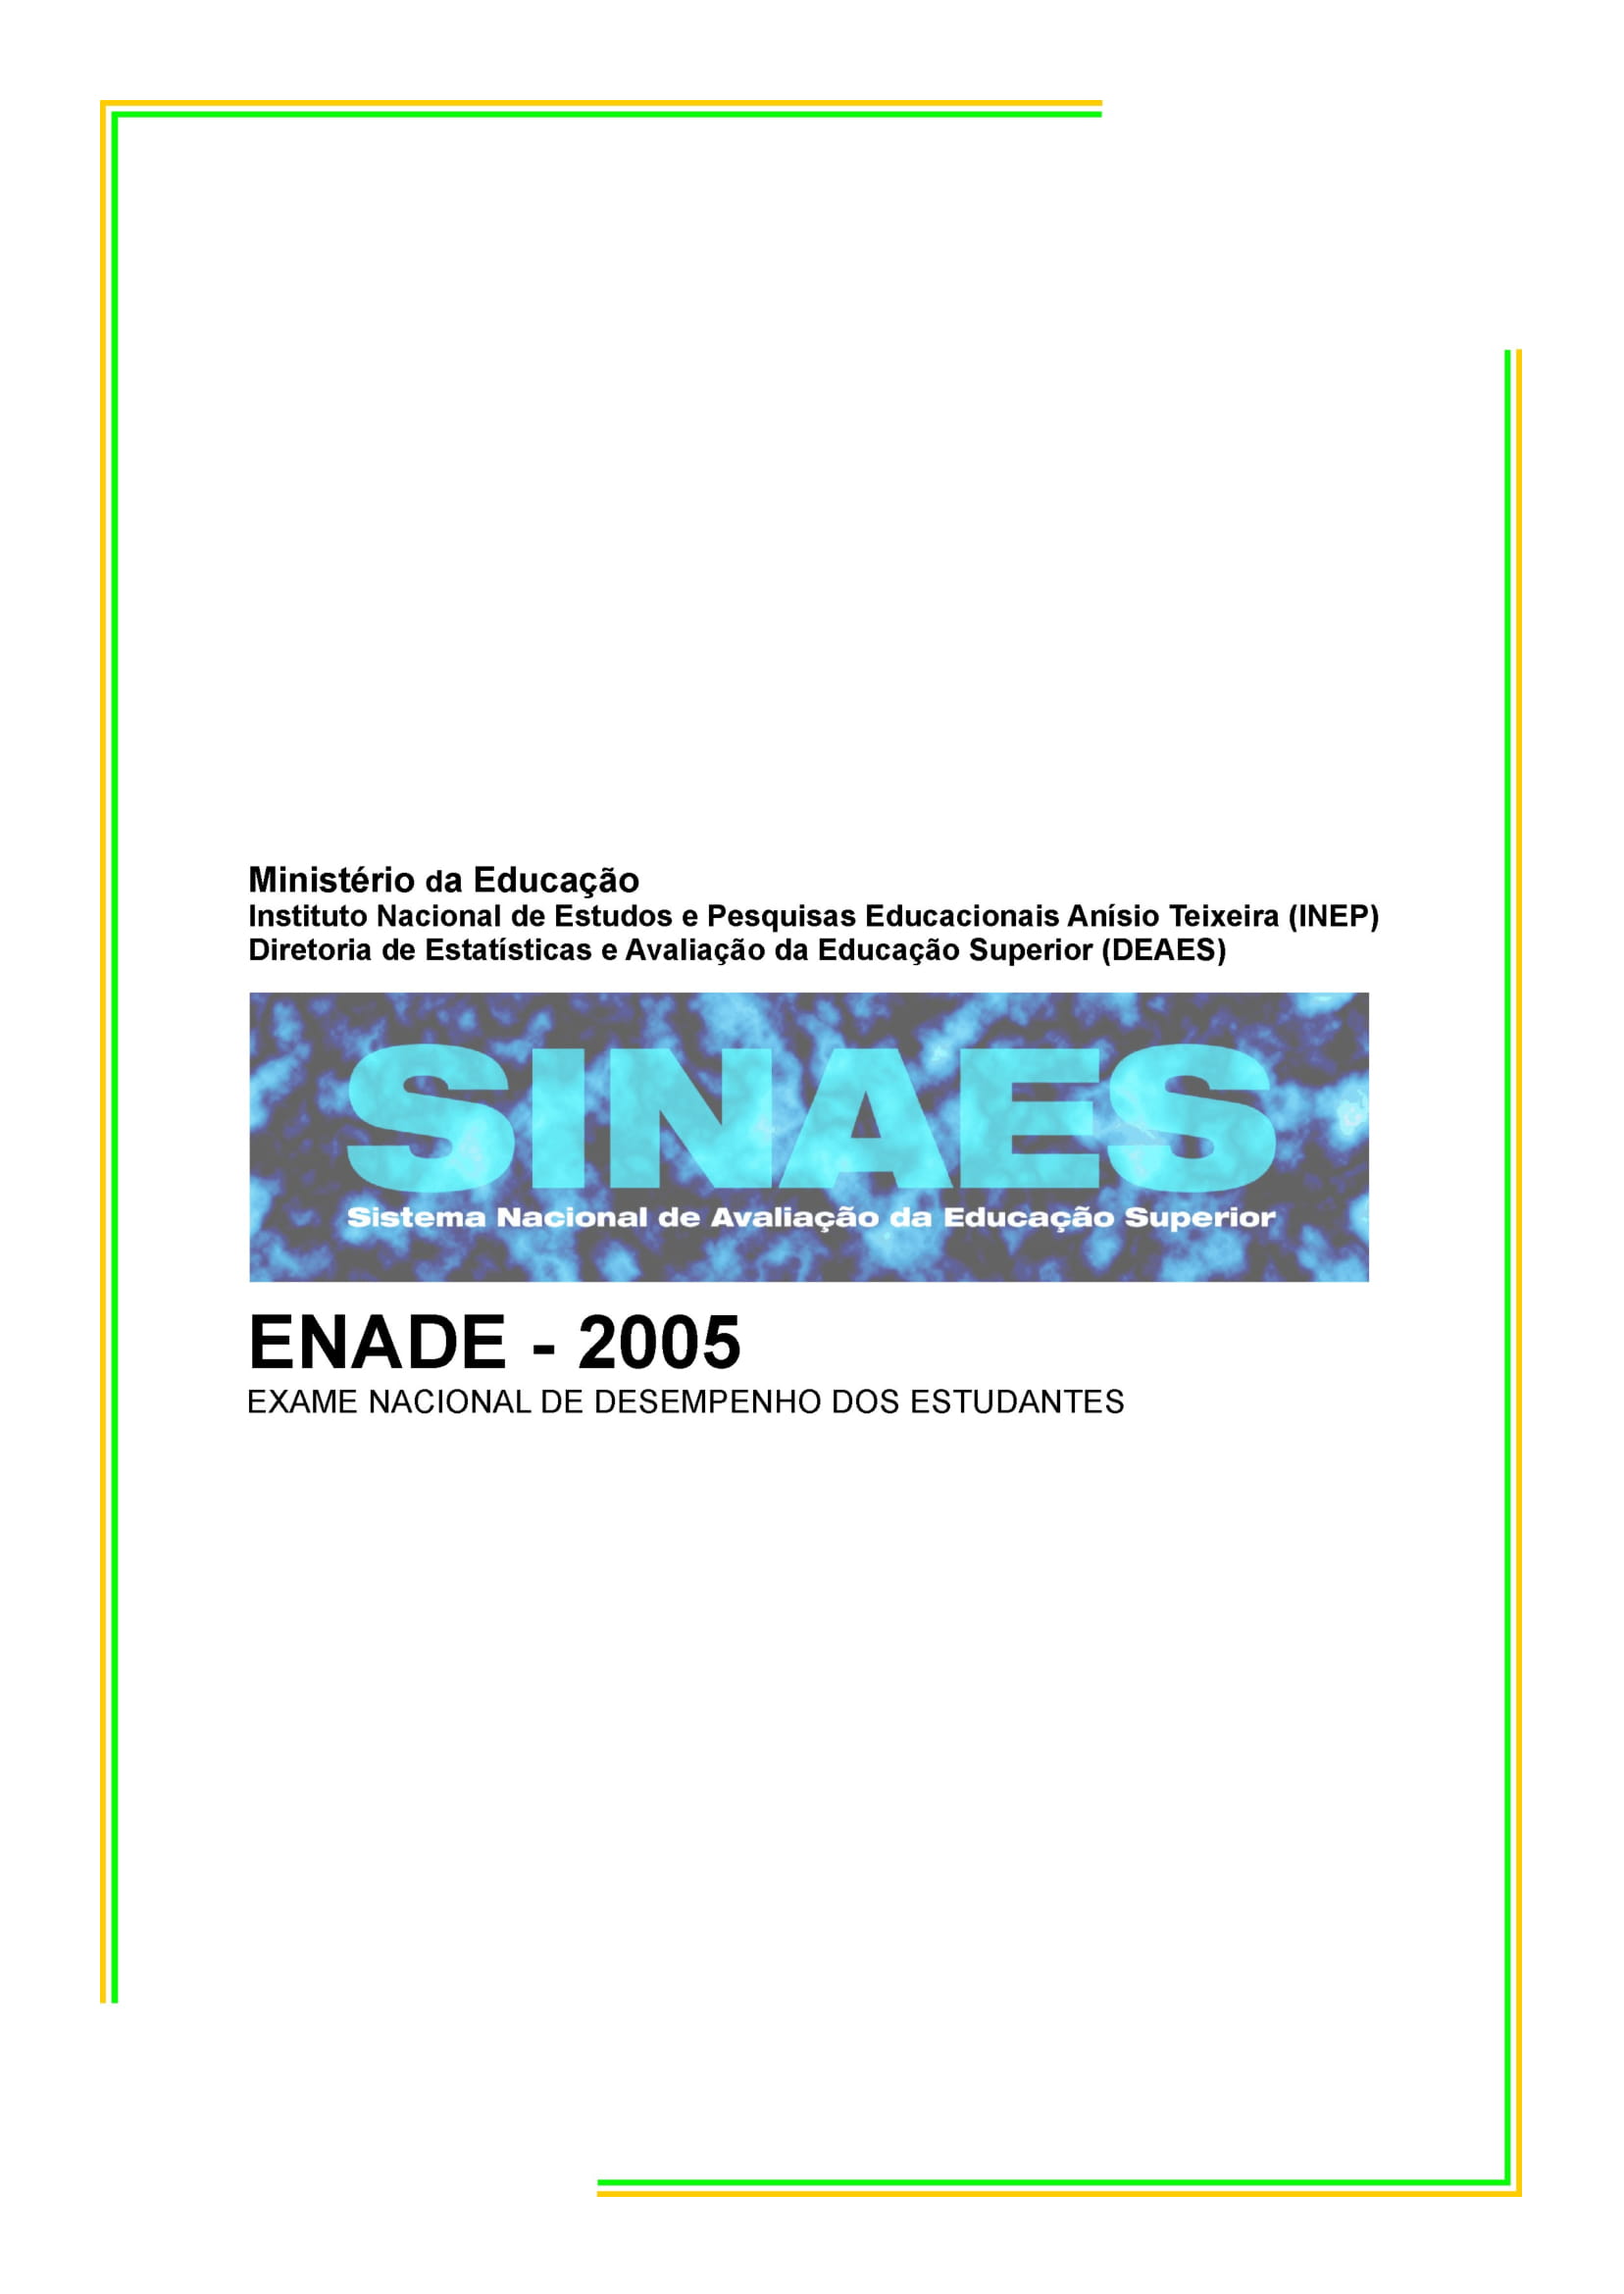 Ministério da Educação
Instituto Nacional de Estudos e Pesquisas Educacionais Anísio Teixeira (INEP)
Diretoria de Estatísticas e Avaliação da Educação Superior (DEAES)
SINAES
Sistema Nacional de Avaliação da Educação Superior
ENADE - 2005
EXAME NACIONAL DE DESEMPENHO DOS ESTUDANTES